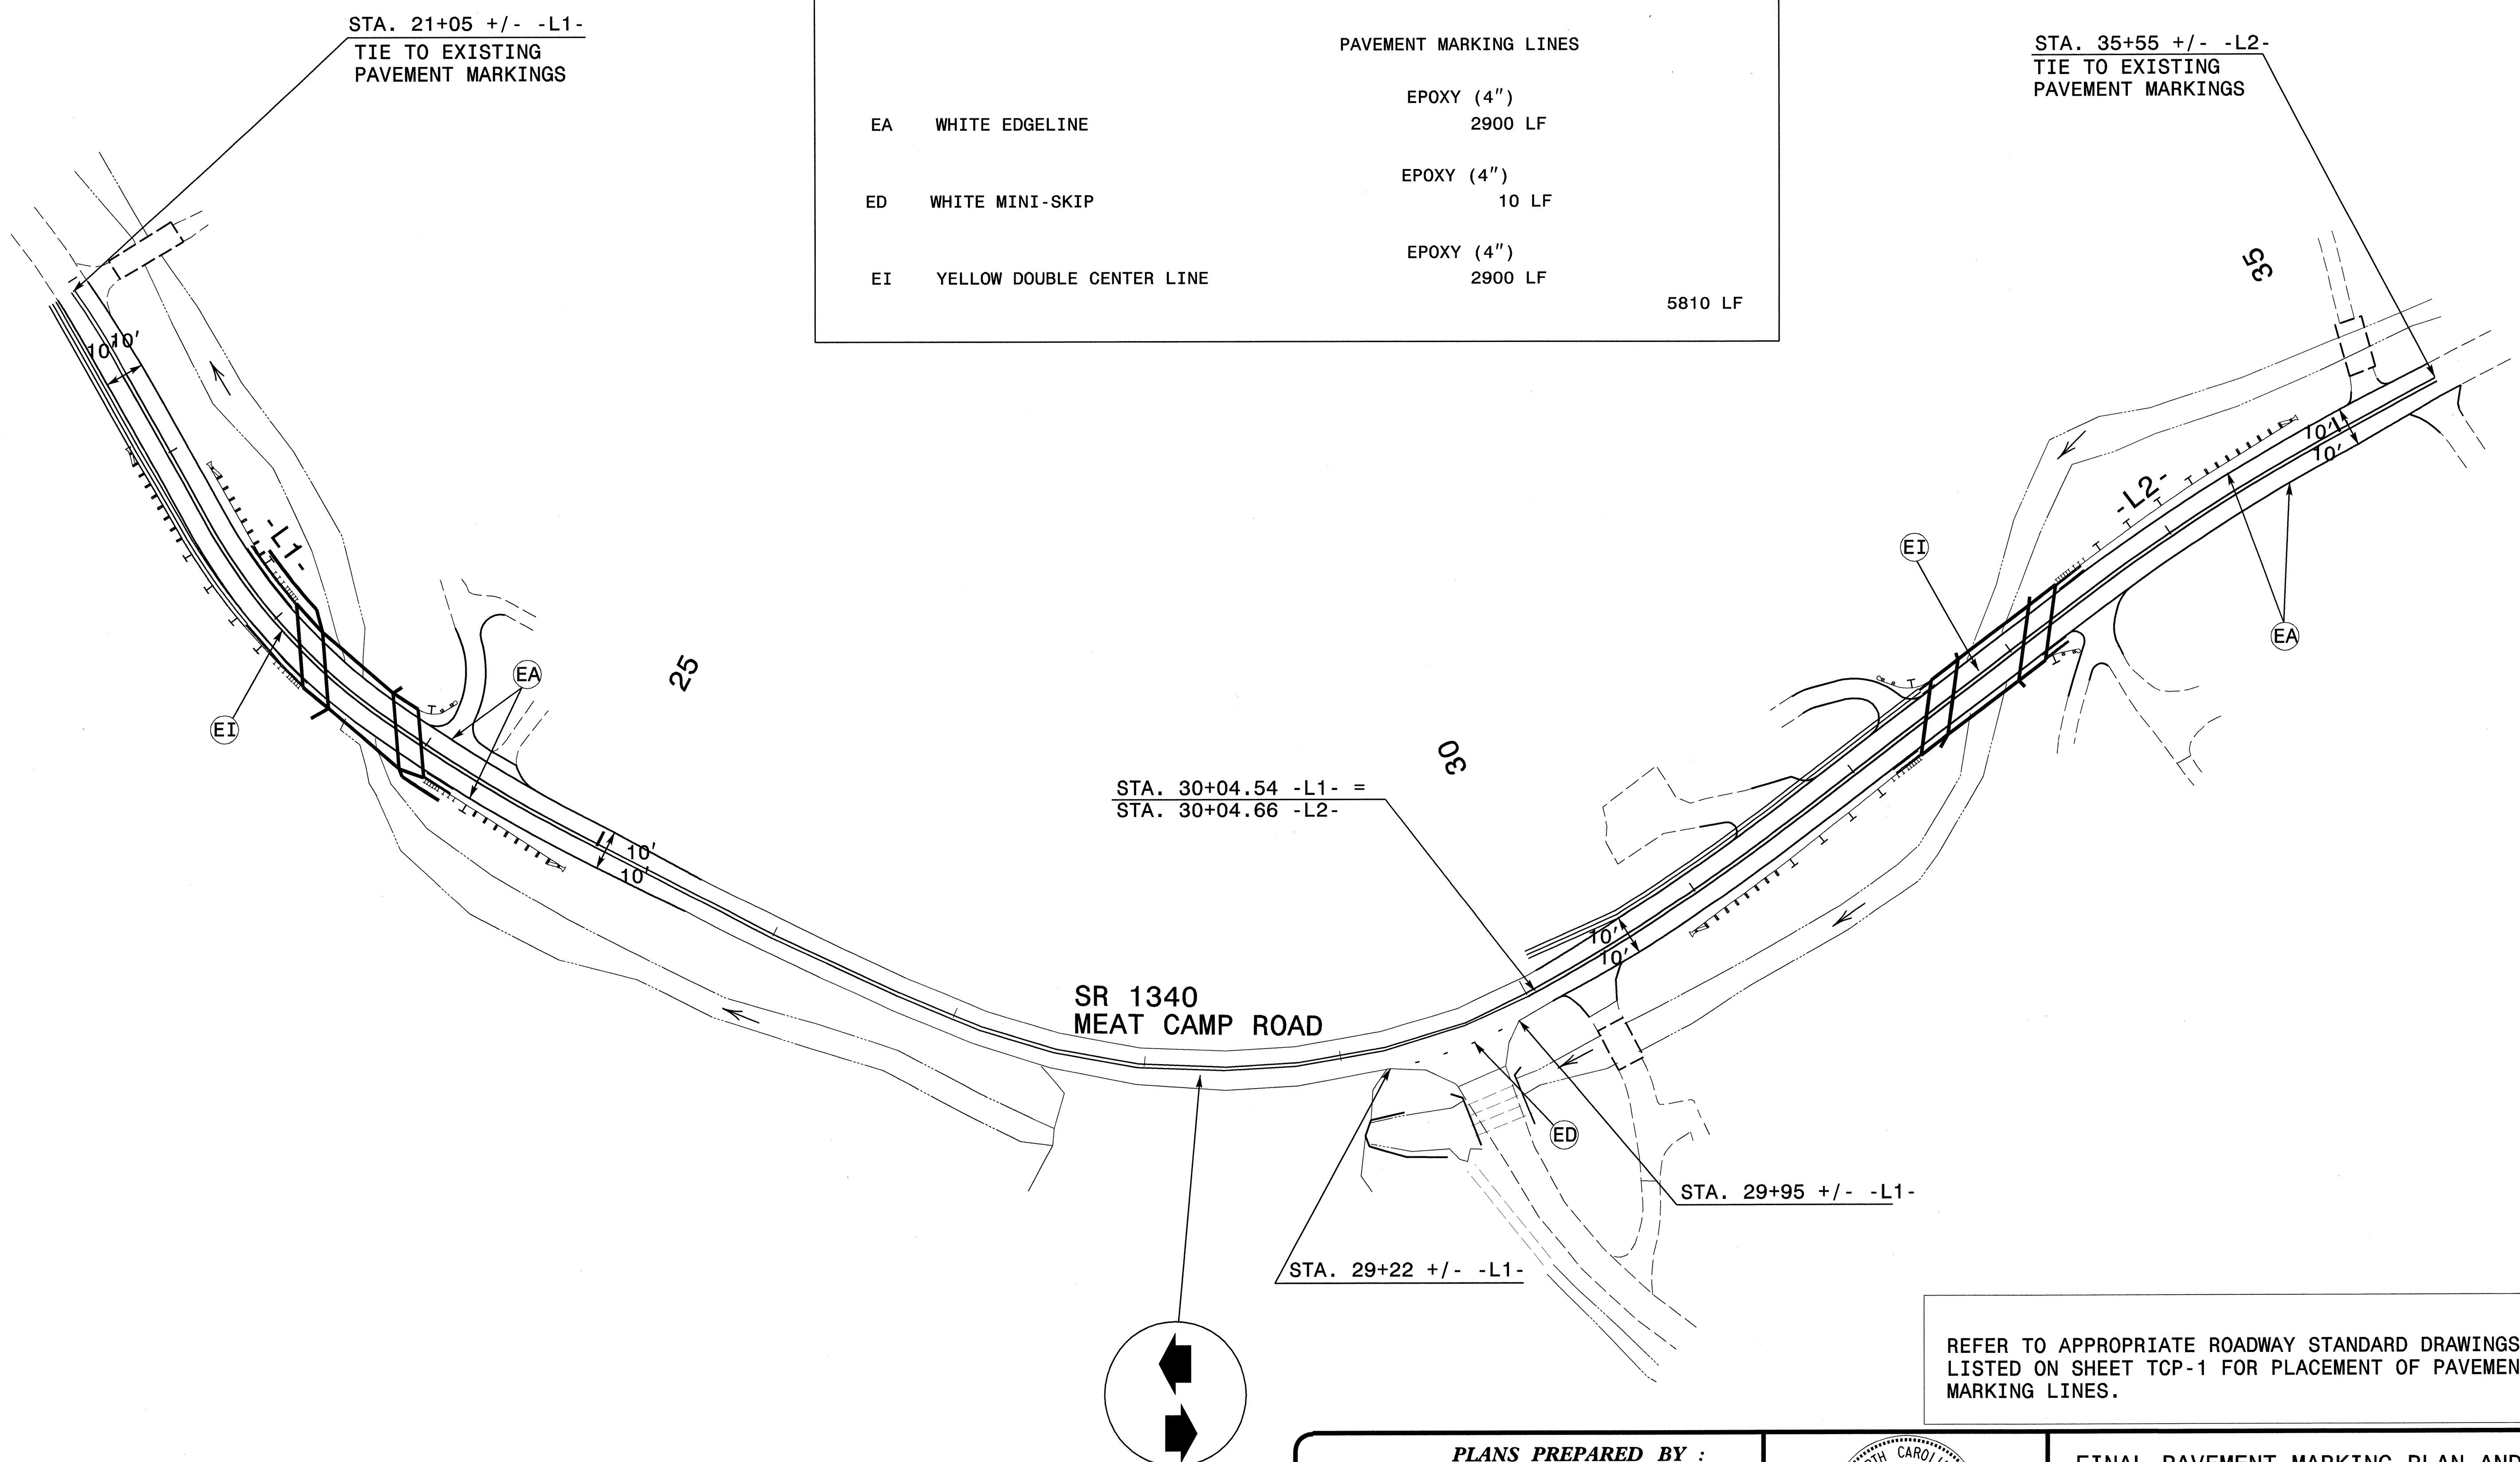 STA. 21+05 +/- -L1-
TIE TO EXISTING
PAVEMENT MARKINGS
PAVEMENT MARKING LINES
EPOXY (4")
EA WHITE EDGELINE 2900 LF
EPOXY (4")
ED WHITE MINI-SKIP 10 LF
EPOXY (4")
EI YELLOW DOUBLE CENTER LINE 2900 LF
5810 LF
STA. 35+55 +/- -L2-
TIE TO EXISTING
PAVEMENT MARKINGS
35
10'
10'
10'
10'
-L2-
-L1-
EI
EA
EA
25
EI
30
STA. 30+04.54 -L1- =
STA. 30+04.66 -L2-
10'
10'
10'
10'
SR 1340
MEAT CAMP ROAD
ED
STA. 29+95 +/- -L1-
STA. 29+22 +/- -L1-
REFER TO APPROPRIATE ROADWAY STANDARD DRAWINGS
LISTED ON SHEET TCP-1 FOR PLACEMENT OF PAVEMEN
MARKING LINES.
PLANS PREPARED BY :